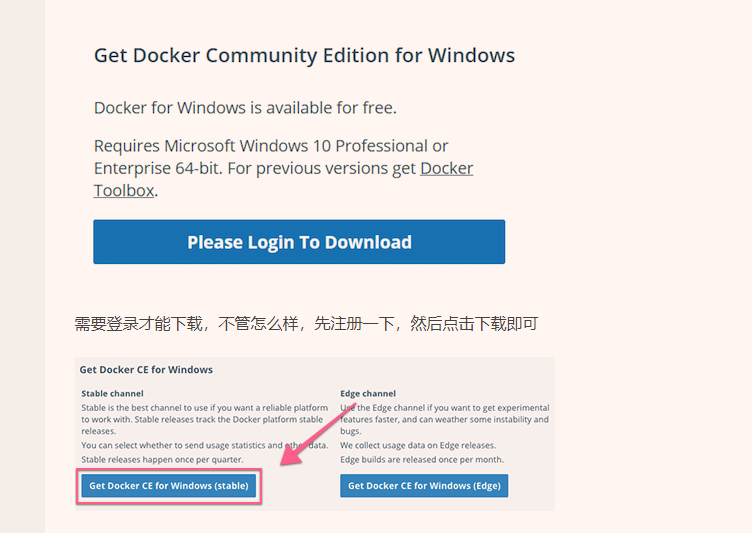 Get Docker Community Edition for Windows
Docker for Windows is available for free.
Requires Microsoft Windows 10 Professional or
Enterprise 64-bit. For previous versions get Docker
Toolbox.
Please Login To Download
需要登录才能下载，不管怎么样，先注册一下，然后点击下载即可
Get Docker CE for Windows
Stable channel
Stable is the best channel to use if you want a reliable platform
to work with. Stable releases track the Docker platform stable
releases.
You can select whether to send usage statistics and other data.
Stable releases happen once per quarter.
Get Docker CE for Windows (stable)
Edge channel
Use the Edge channel if you want to get experimental
features faster, and can weather some instability and
bugs.
We collect usage data on Edge releases.
Edge builds are released once per month.
Get Docker CE for Windows (Edge)